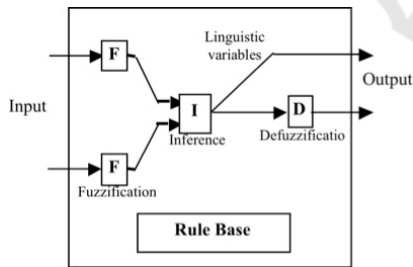 Linguistic
variables
F
Output
Input
I
D
Inference
Defuzzificatio
F
Fuzzification
Rule Base